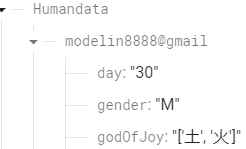 Humandata
modelin8888@gmail
day: "30"
gender: "M"
godOfJoy: "['土', '火']"